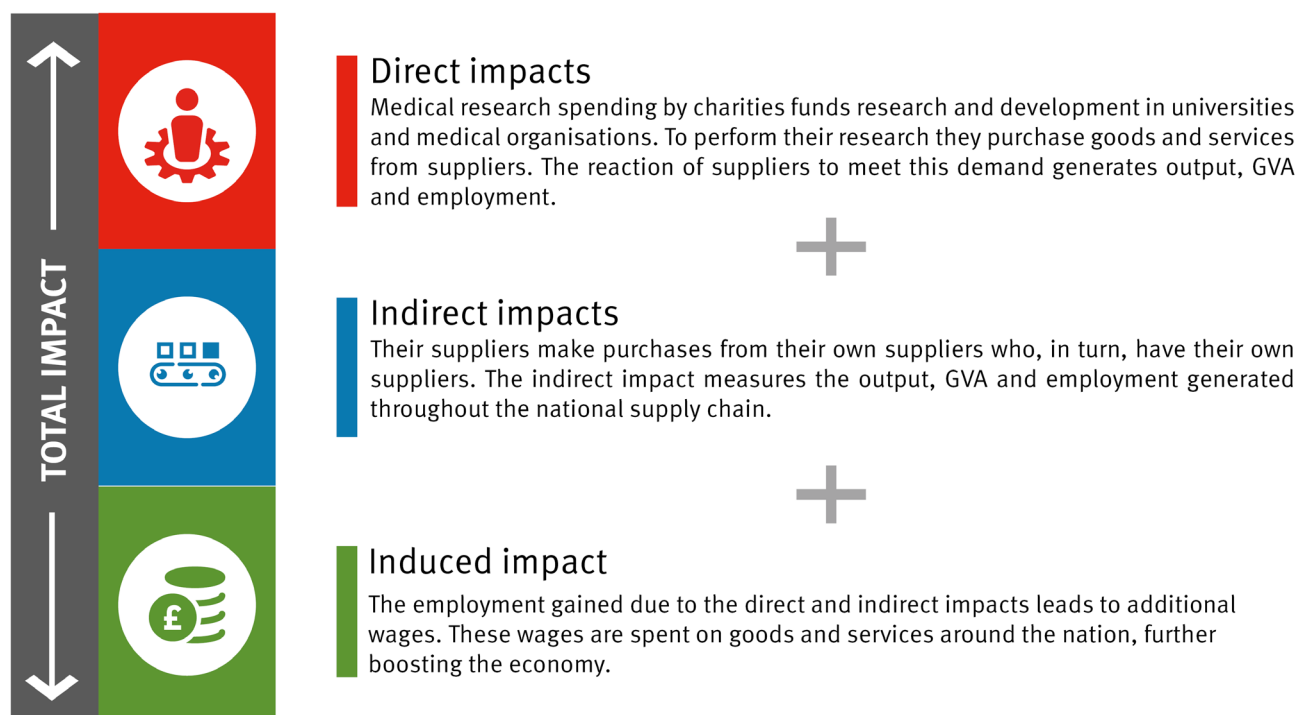 TOTAL IMPACT
Direct impacts
Medical research spending by charities funds research and development in universities
and medical organisations. To perform their research they purchase goods and services
from suppliers. The reaction of suppliers to meet this demand generates output, GVA
and employment.
+
Indirect impacts
Their suppliers make purchases from their own suppliers who, in turn, have their own
suppliers. The indirect impact measures the output, GVA and employment generated
throughout the national supply chain.
+
£
Induced impact
The employment gained due to the direct and indirect impacts leads to additional
wages. These wages are spent on goods and services around the nation, further
boosting the economy.